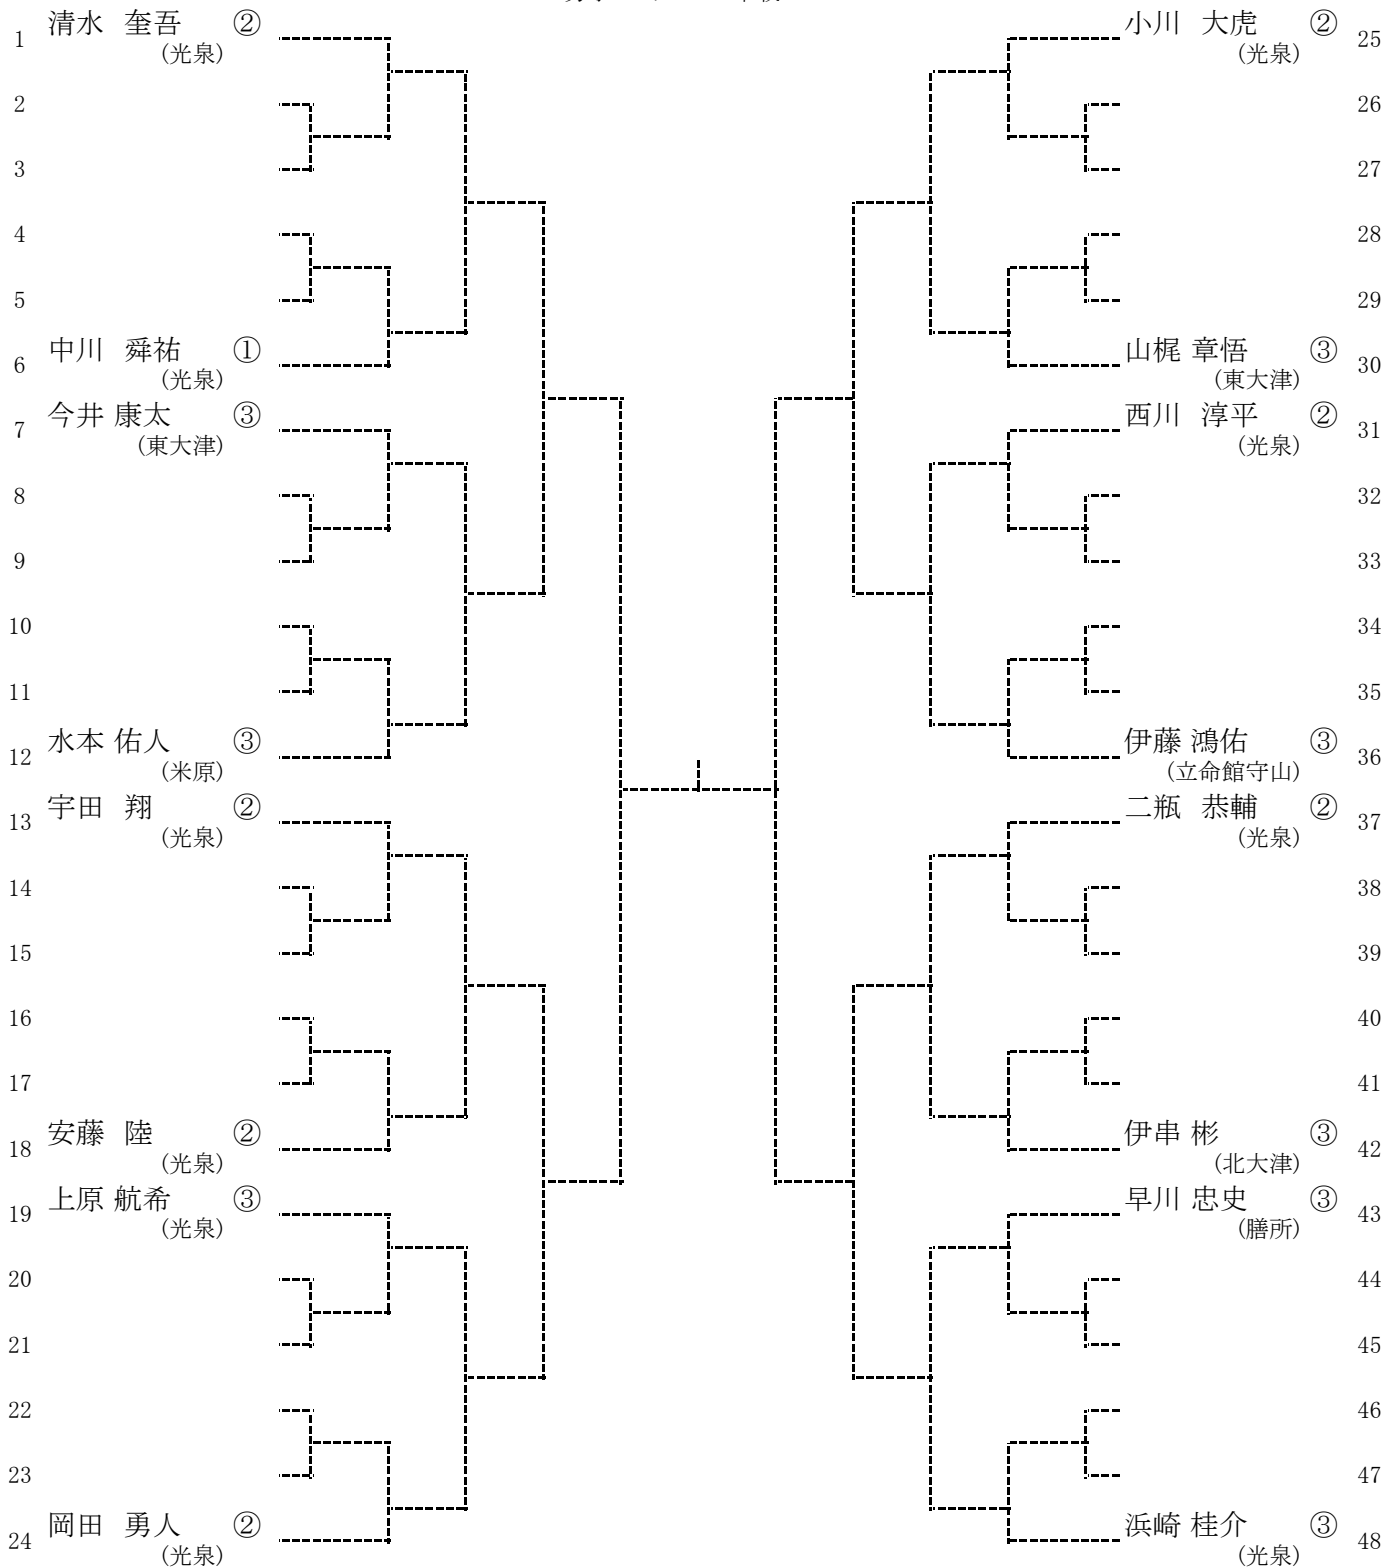 1 清水 奎吾 ②
(光泉)
2
3
4
5
6 中川 舜祐 ①
(光泉)
7 今井 康太 ③
(東大津)
8
9
10
11
12 水本 佑人 ③
(米原)
13 宇田 翔 ②
(光泉)
14
15
16
17
18 安藤 陸 ②
(光泉)
19 上原 航希 ③
(光泉)
20
21
22
23
24 岡田 勇人 ②
(光泉)
小川 大虎 ② 25
(光泉)
26
27
28
29
山梶 章悟 ③ 30
(東大津)
西川 淳平 ② 31
(光泉)
32
33
34
35
伊藤 鴻佑 ③ 36
(立命館守山)
二瓶 恭輔 ② 37
(光泉)
38
39
40
41
伊串 彬 ③ 42
(北大津)
早川 忠史 ③ 43
(膳所)
44
45
46
47
浜崎 桂介 ③ 48
(光泉)